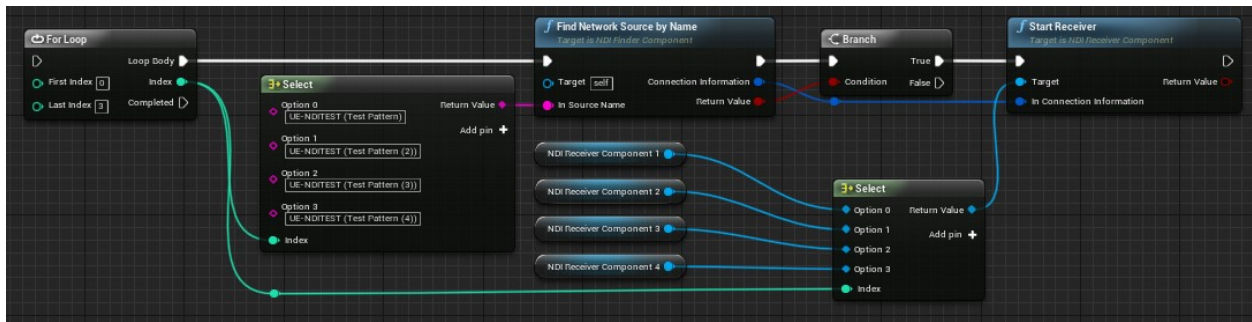 For Loop
Loop Body
First Index 0
Index
Last Index 3
Completed
Select
Option 0
UE-NDITEST (Test Pattern)
Return Value
Add pin
Option 1
UE-NDITEST (Test Pattern (2))
Option 2
UE-NDITEST (Test Pattern (3))
Option 3
UE-NDITEST (Test Pattern (4))
Index
f Find Network Source by Name
Target is NDI Finder Component
Target self
Connection Information
In Source Name
Return Value
Branch
True
Condition
False
f Start Receiver
Target is NDI Receiver Component
Target
Return Value
In Connection Information
NDI Receiver Component 1
NDI Receiver Component 2
NDI Receiver Component 3
NDI Receiver Component 4
Select
Option 0
Return Value
Option 1
Add pin
Option 2
Option 3
Index